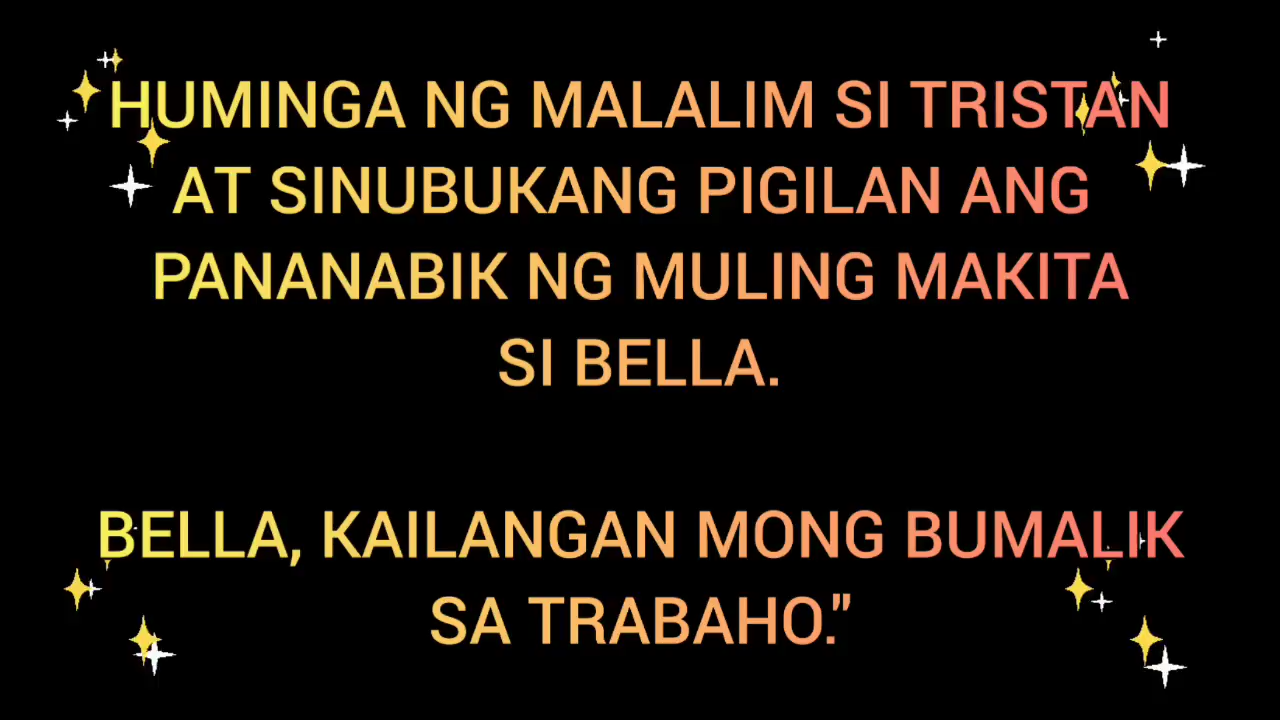 HUMINGA NG MALALIM SI TRISTAN
AT SINUBUKANG PIGILAN ANG
PANANABIK NG MULING MAKITA
SI BELLA.
BELLA, KAILANGAN MONG BUMALIK
SA TRABAHO."